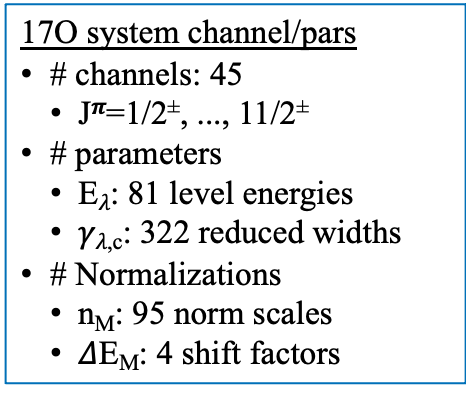 17O system channel/pars
• # channels: 45
• Jπ=1/2±, ..., 11/2±
• # parameters
• Eλ: 81 level energies
• γλ,c: 322 reduced widths
• # Normalizations
• nM: 95 norm scales
• ΔEM: 4 shift factors